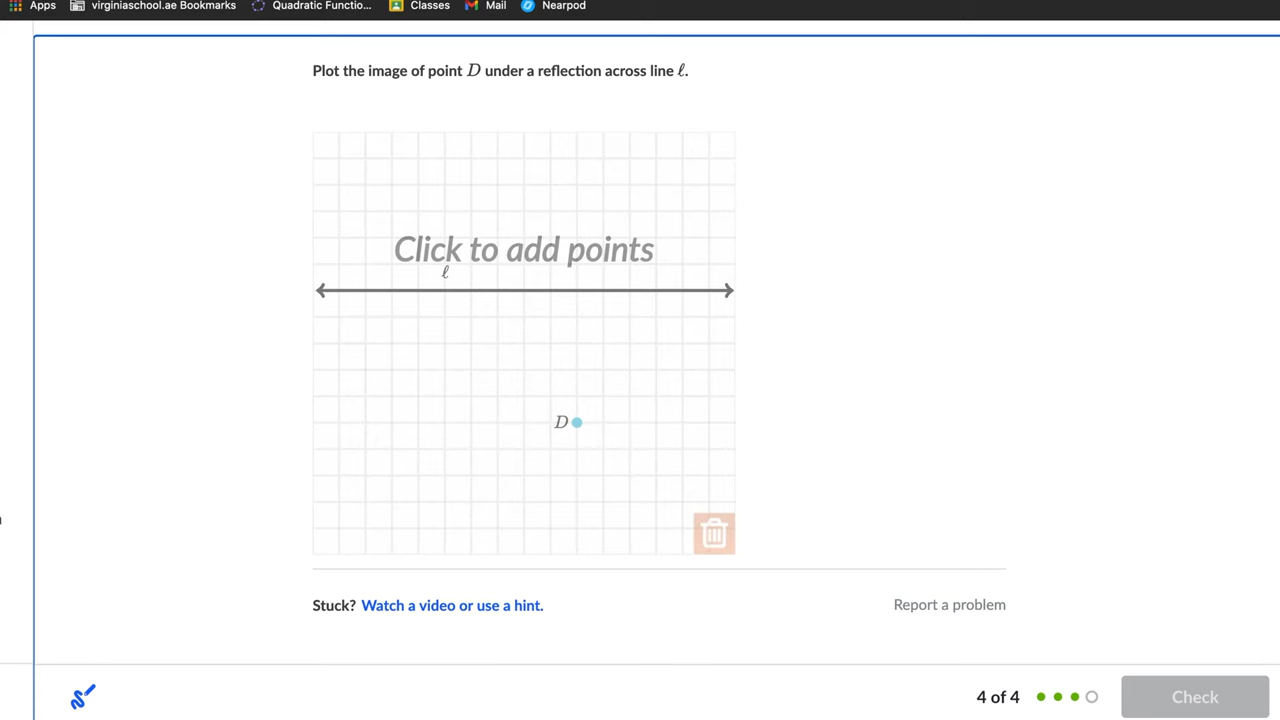 Apps virginiaschool.ae Bookmarks Quadratic Functio... Classes Mail Nearpod
Plot the image of point D under a reflection across line ℓ.
Click to add points
ℓ
D
Stuck? Watch a video or use a hint.
Report a problem
4 of 4
Check